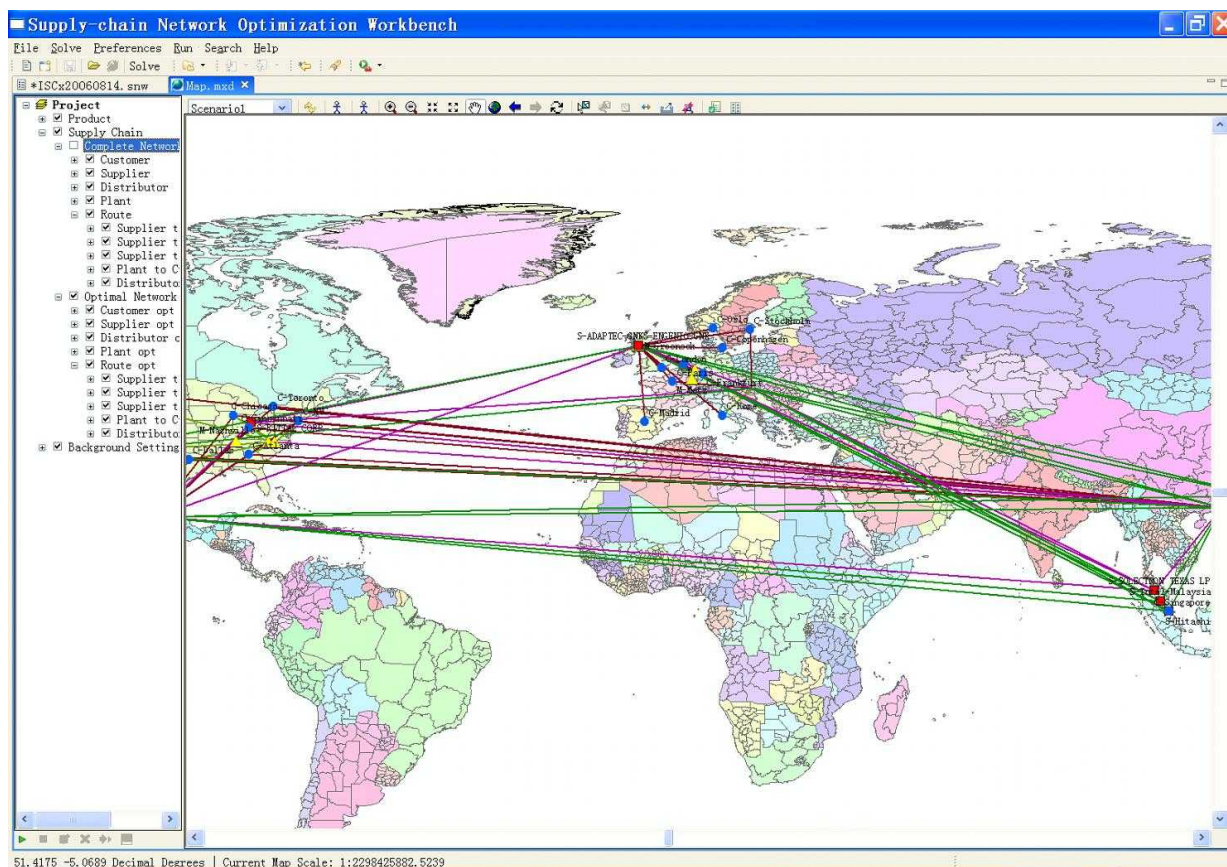 Supply-chain Network Optimization Workbench
File Solve Preferences Run Search Help
Solve
*ISCx20060814.snw Map.mxd
Project
Product
Supply Chain
Complete Network
Customer
Supplier
Distributor
Plant
Route
Supplier t
Supplier t
Supplier t
Plant to C
Distributo
Optimal Network
Customer opt
Supplier opt
Distributor o
Plant opt
Route opt
Supplier t
Supplier t
Supplier t
Plant to C
Distributo
Background Setting
Scenario1
C-Oslo
C-Stockholm
C-Copenhagen
C-Madrid
C-Rome
C-Toronto
C-Atlanta
TEXAS LP
Malaysia
Singapore
S-Hitachi
51.4175 -5.0689 Decimal Degrees | Current Map Scale: 1:2298425882.5239